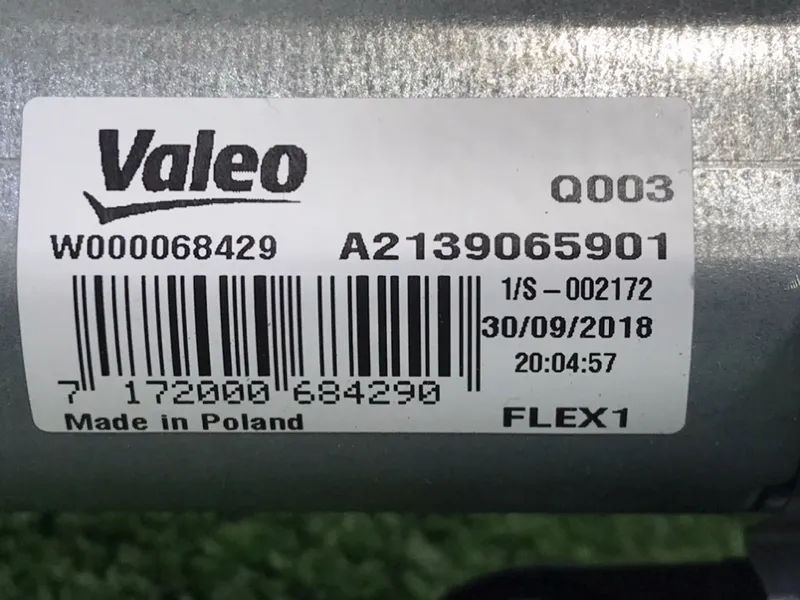 Valeo
Q003
W000068429 A2139065901
1/S-002172
30/09/2018
20:04:57
7 172000 684290
Made in Poland FLEX1